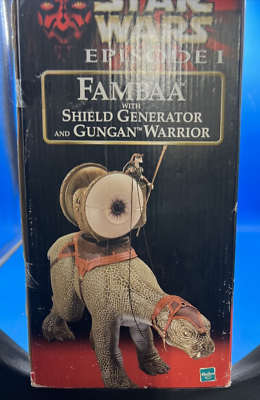 STAR
WARS
EPISODE I
FAMBAA
WITH
SHIELD GENERATOR
AND GUNGAN™ WARRIOR
Hasbro